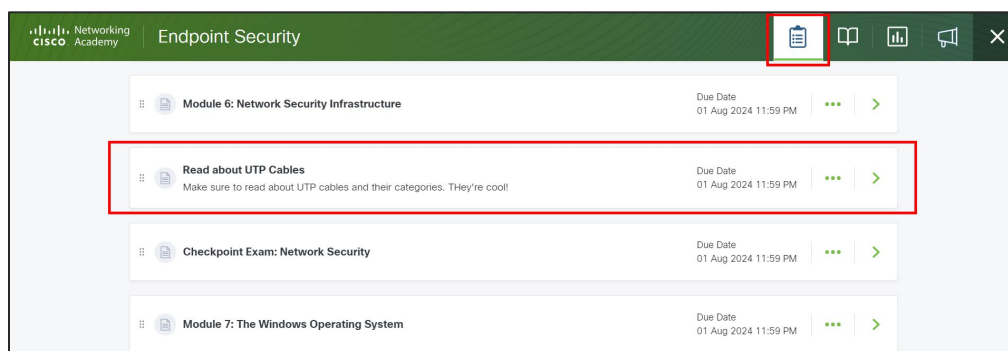 Networking
CISCO Academy
Endpoint Security
Module 6: Network Security Infrastructure
Due Date
01 Aug 2024 11:59 PM
Read about UTP Cables
Make sure to read about UTP cables and their categories. THey're cool!
Due Date
01 Aug 2024 11:59 PM
Checkpoint Exam: Network Security
Due Date
01 Aug 2024 11:59 PM
Module 7: The Windows Operating System
Due Date
01 Aug 2024 11:59 PM